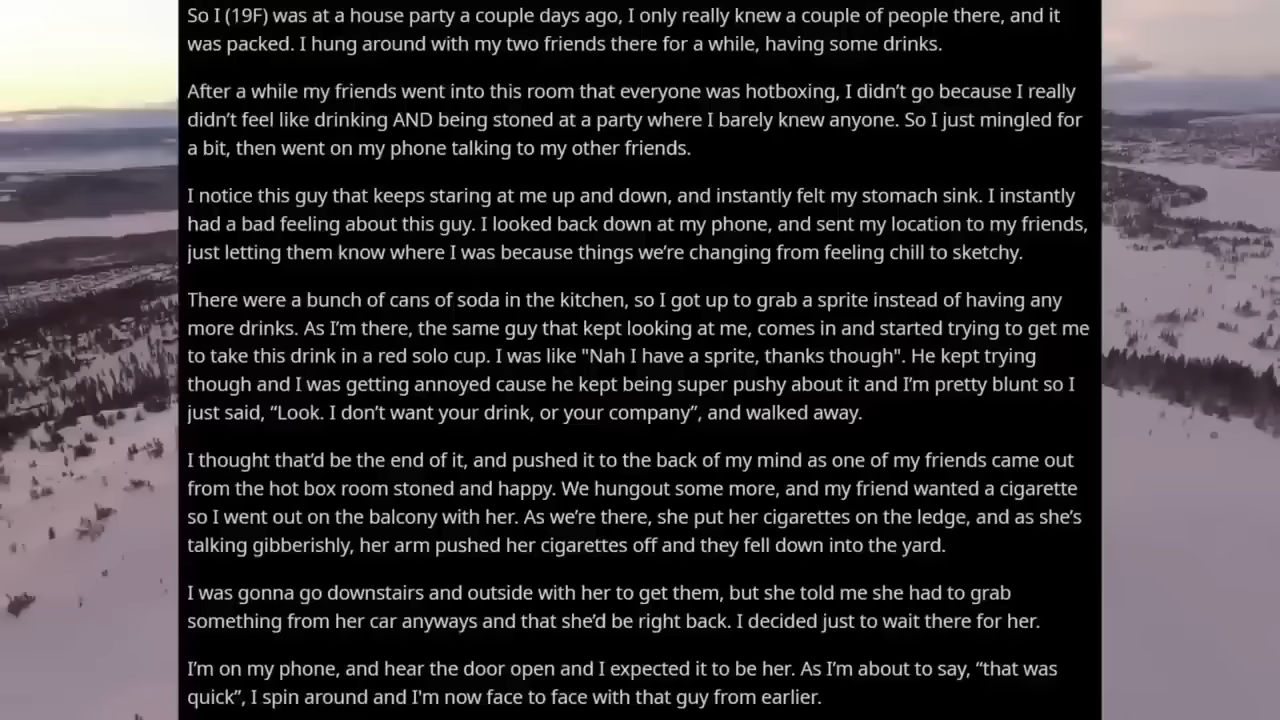 So I (19F) was at a house party a couple days ago, I only really knew a couple of people there, and it
was packed. I hung around with my two friends there for a while, having some drinks.
After a while my friends went into this room that everyone was hotboxing, I didn’t go because I really
didn’t feel like drinking AND being stoned at a party where I barely knew anyone. So I just mingled for
a bit, then went on my phone talking to my other friends.
I notice this guy that keeps staring at me up and down, and instantly felt my stomach sink. I instantly
had a bad feeling about this guy. I looked back down at my phone, and sent my location to my friends,
just letting them know where I was because things we’re changing from feeling chill to sketchy.
There were a bunch of cans of soda in the kitchen, so I got up to grab a sprite instead of having any
more drinks. As I’m there, the same guy that kept looking at me, comes in and started trying to get me
to take this drink in a red solo cup. I was like "Nah I have a sprite, thanks though". He kept trying
though and I was getting annoyed cause he kept being super pushy about it and I’m pretty blunt so I
just said, “Look. I don’t want your drink, or your company”, and walked away.
I thought that’d be the end of it, and pushed it to the back of my mind as one of my friends came out
from the hot box room stoned and happy. We hungout some more, and my friend wanted a cigarette
so I went out on the balcony with her. As we’re there, she put her cigarettes on the ledge, and as she’s
talking gibberishly, her arm pushed her cigarettes off and they fell down into the yard.
I was gonna go downstairs and outside with her to get them, but she told me she had to grab
something from her car anyways and that she’d be right back. I decided just to wait there for her.
I’m on my phone, and hear the door open and I expected it to be her. As I’m about to say, “that was
quick”, I spin around and I'm now face to face with that guy from earlier.